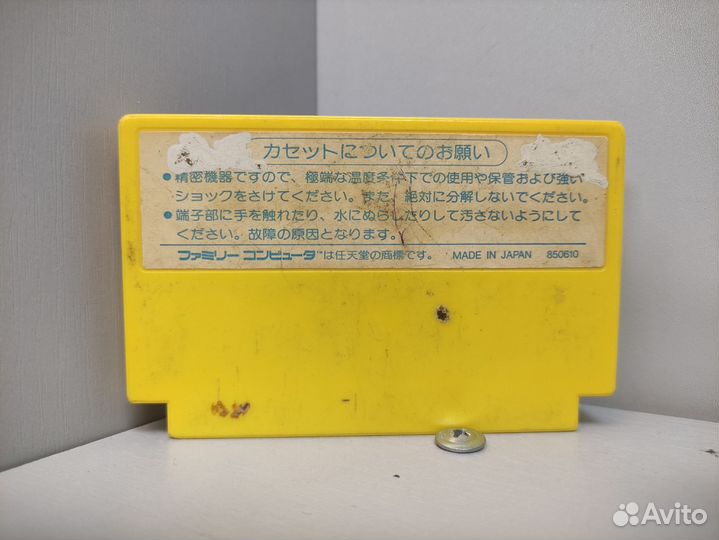 カセットについてのお願い
●精密機器ですので、極端な温度条件下での使用や保管および強い
ショックをさけてください。また、絶対に分解しないでください。
●端子部に手を触れたり、水にぬらしたりして汚さないようにして
ください。故障の原因となります。
ファミリーコンピュータ™は任天堂の商標です。 MADE IN JAPAN 850610
Avito